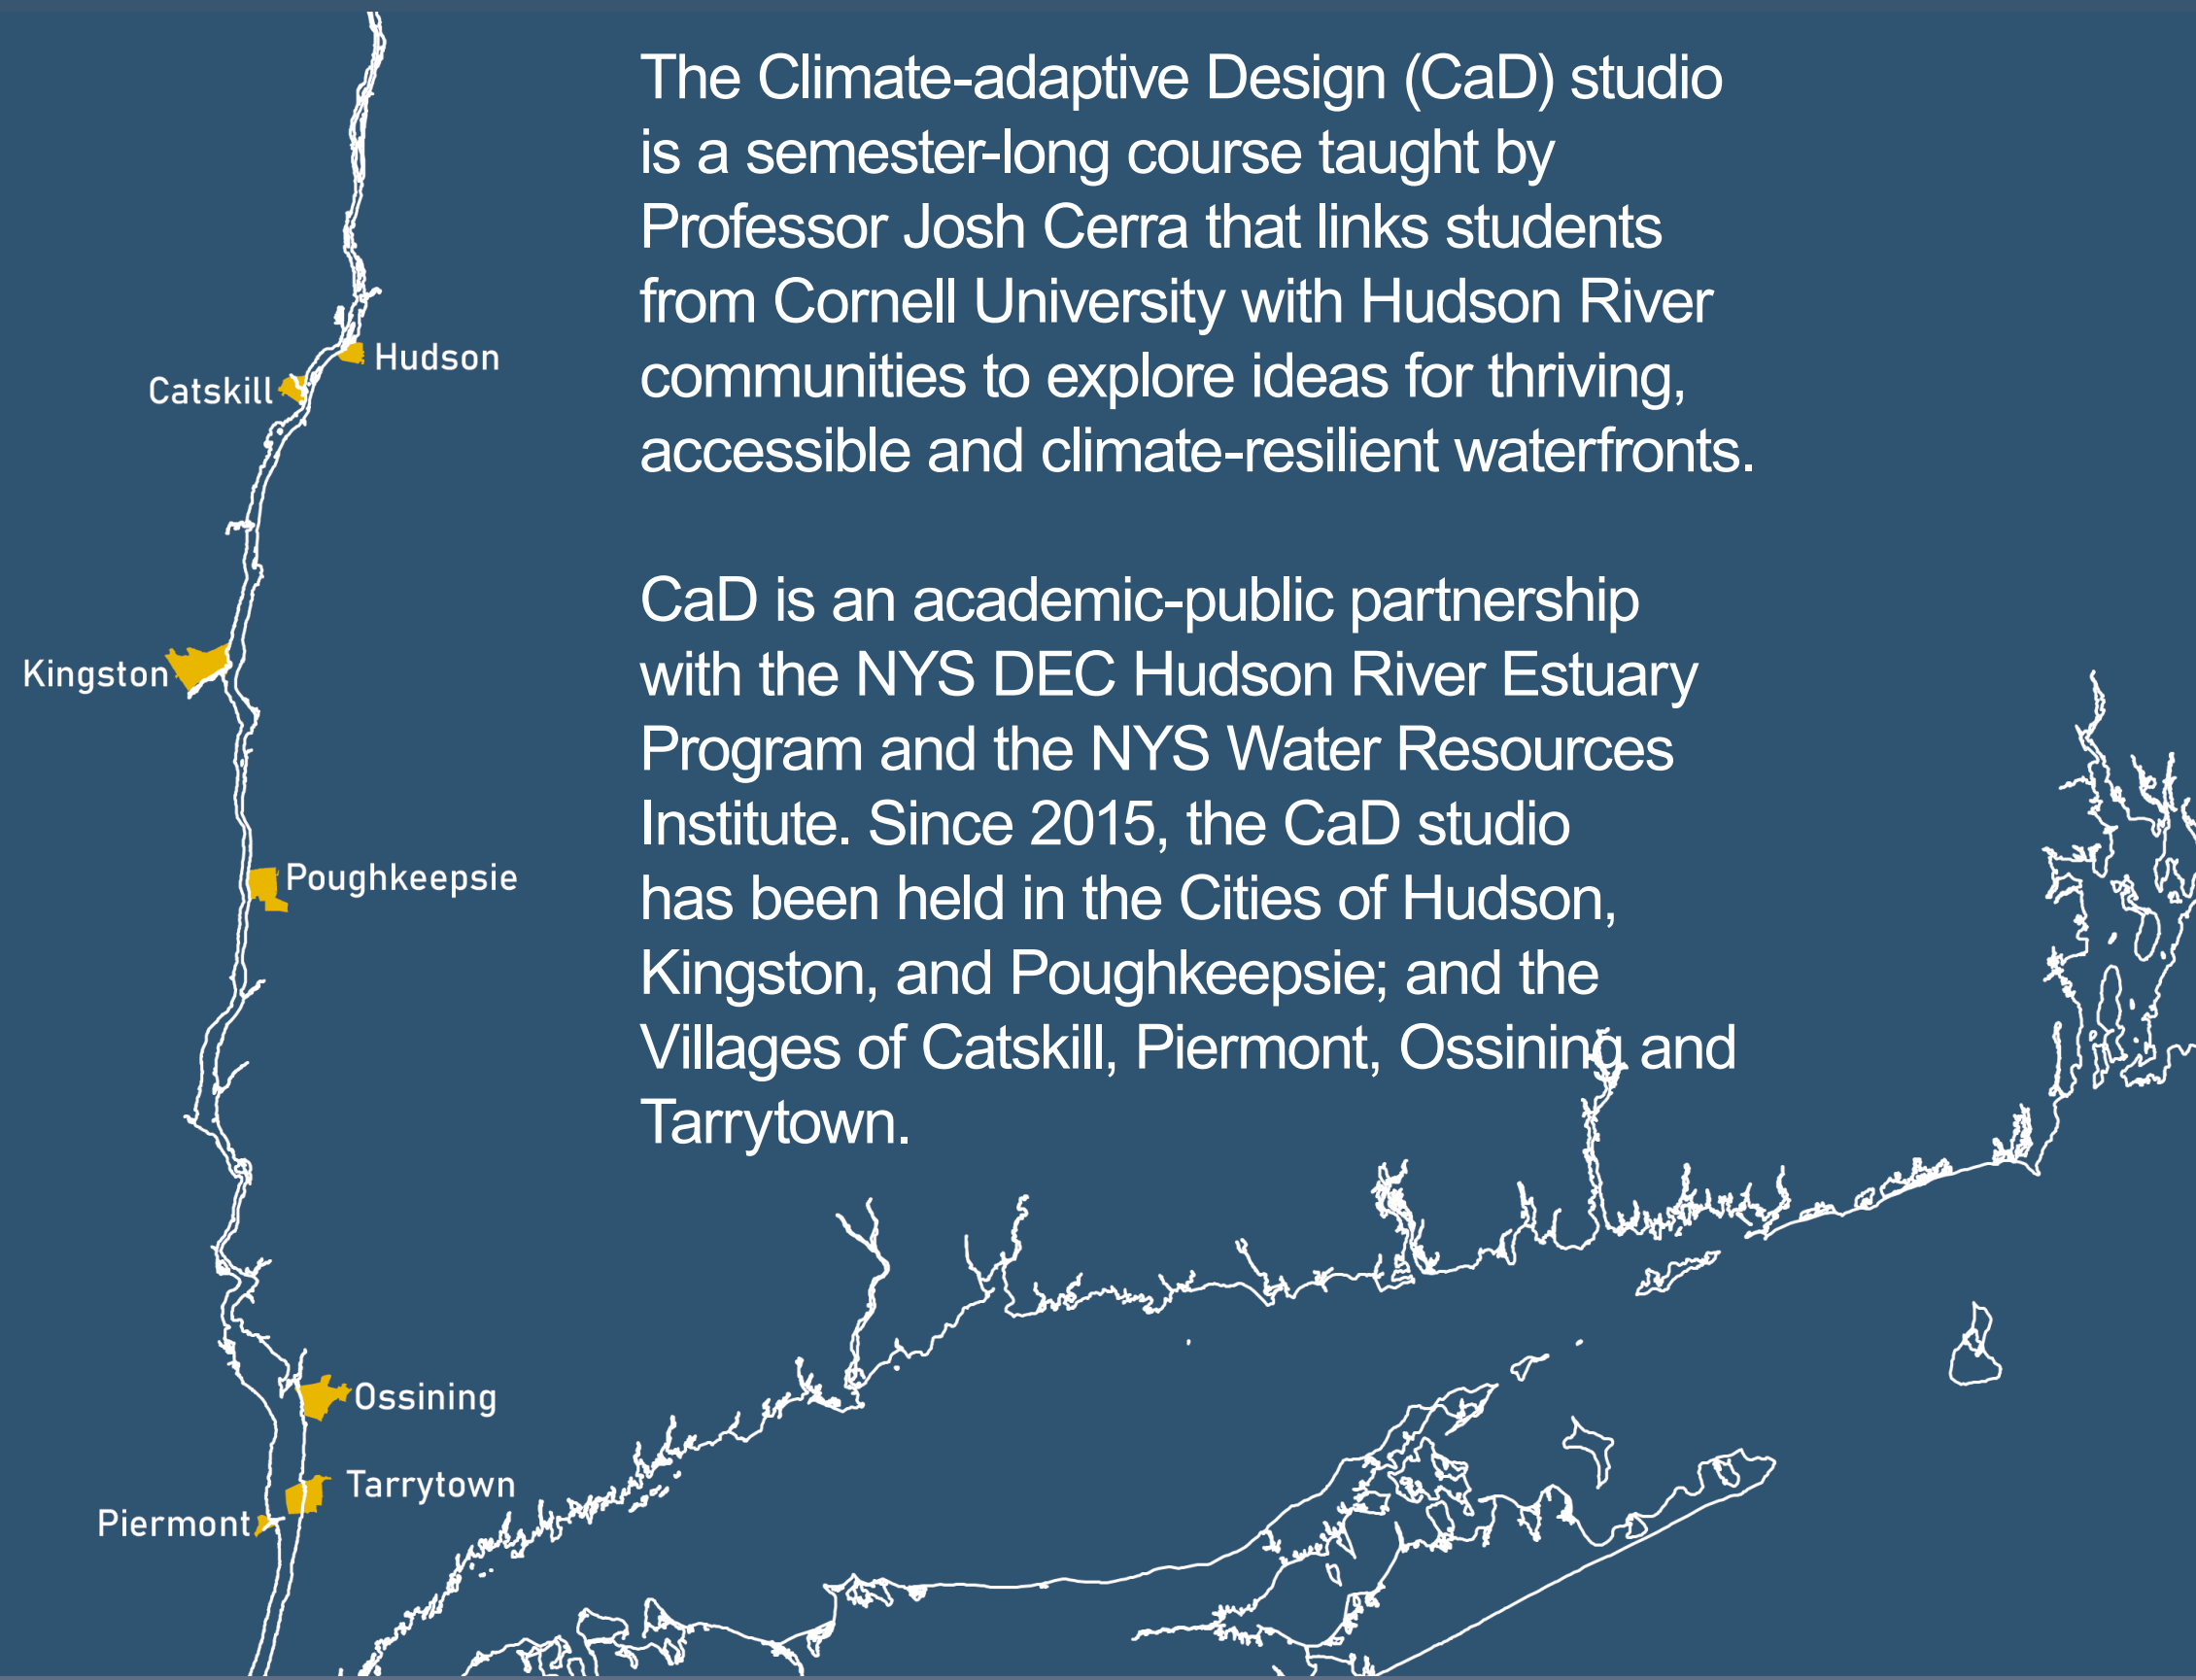 The Climate-adaptive Design (CaD) studio
is a semester-long course taught by
Professor Josh Cerra that links students
from Cornell University with Hudson River
communities to explore ideas for thriving,
accessible and climate-resilient waterfronts.
CaD is an academic-public partnership
with the NYS DEC Hudson River Estuary
Program and the NYS Water Resources
Institute. Since 2015, the CaD studio
has been held in the Cities of Hudson,
Kingston, and Poughkeepsie; and the
Villages of Catskill, Piermont, Ossining and
Tarrytown.
Hudson
Catskill
Kingston
Poughkeepsie
Ossining
Tarrytown
Piermont